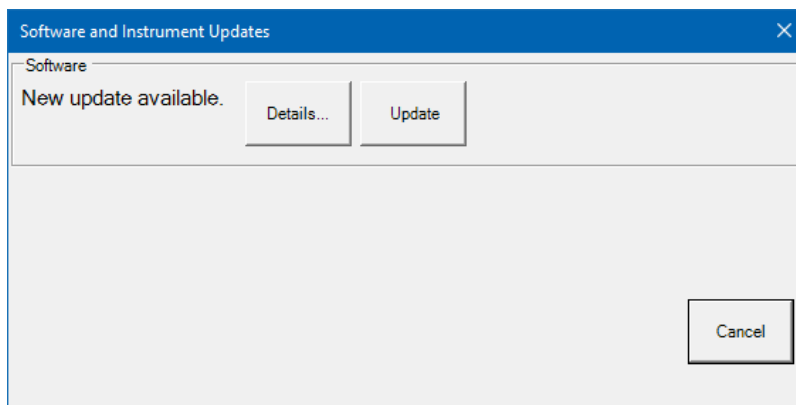 Software and Instrument Updates
Software
New update available.
Details...
Update
Cancel